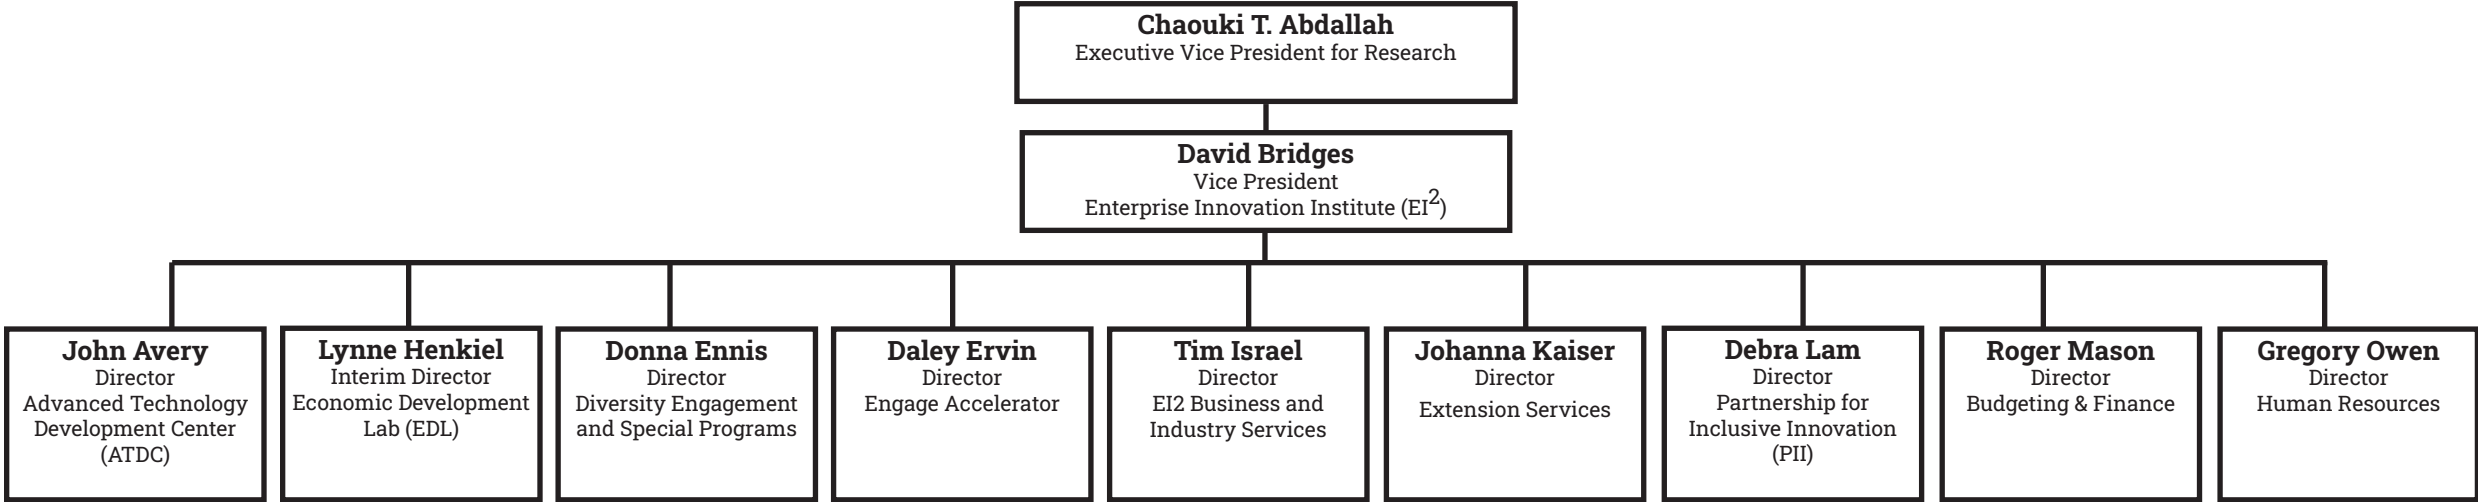 Chaouki T. Abdallah
Executive Vice President for Research
David Bridges
Vice President
Enterprise Innovation Institute (EI2)
John Avery
Director
Advanced Technology
Development Center
(ATDC)
Lynne Henkiel
Interim Director
Economic Development
Lab (EDL)
Donna Ennis
Director
Diversity Engagement
and Special Programs
Daley Ervin
Director
Engage Accelerator
Tim Israel
Director
EI2 Business and
Industry Services
Johanna Kaiser
Director
Extension Services
Debra Lam
Director
Partnership for
Inclusive Innovation
(PII)
Roger Mason
Director
Budgeting & Finance
Gregory Owen
Director
Human Resources